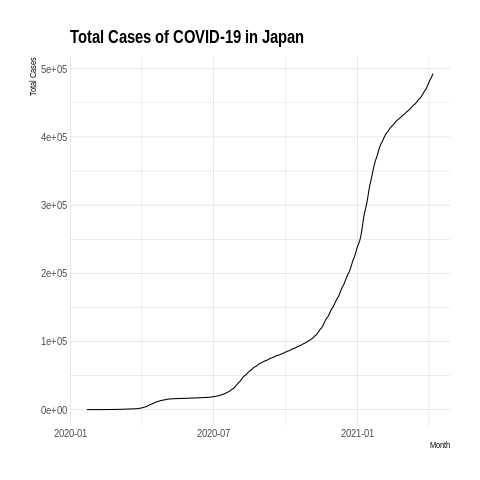 Total Cases of COVID-19 in Japan
Total Cases
5e+05
4e+05
3e+05
2e+05
1e+05
0e+00
2020-01 2020-07 2021-01
Month